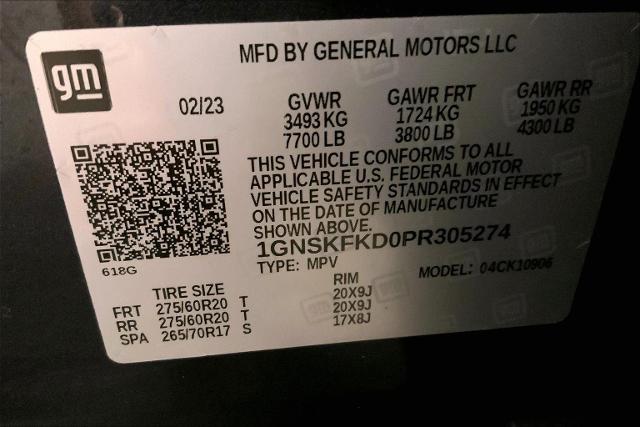 gm
MFD BY GENERAL MOTORS LLC
02/23
GVWR GAWR FRT GAWR RR
3493 KG 1724 KG 1950 KG
7700 LB 3800 LB 4300 LB
THIS VEHICLE CONFORMS TO ALL
APPLICABLE U.S. FEDERAL MOTOR
VEHICLE SAFETY STANDARDS IN EFFECT
ON THE DATE OF MANUFACTURE
SHOWN ABOVE.
1GNSKFKD0PR305274
618G
TYPE: MPV MODEL: 04CK10906
TIRE SIZE RIM
FRT 275/60R20 T 20X9J
RR 275/60R20 T 20X9J
SPA 265/70R17 S 17X8J